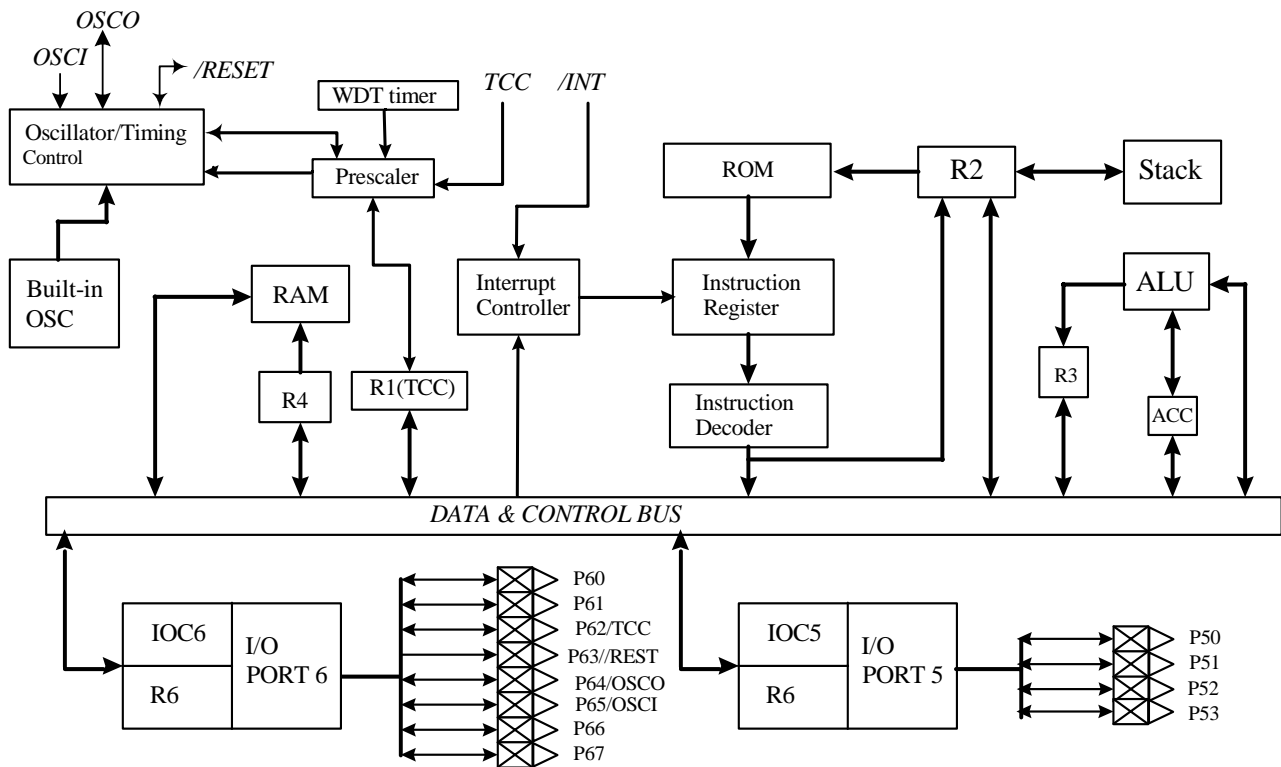 OSCO
OSCI
/RESET
WDT timer
TCC
/INT
Oscillator/Timing
Control
Prescaler
ROM
R2
Stack
Built-in
OSC
RAM
Interrupt
Controller
Instruction
Register
ALU
R4
R1(TCC)
Instruction
Decoder
R3
ACC
DATA & CONTROL BUS
IOC6
R6
I/O
PORT 6
P60
P61
P62/TCC
P63//REST
P64/OSCO
P65/OSCI
P66
P67
IOC5
R6
I/O
PORT 5
P50
P51
P52
P53